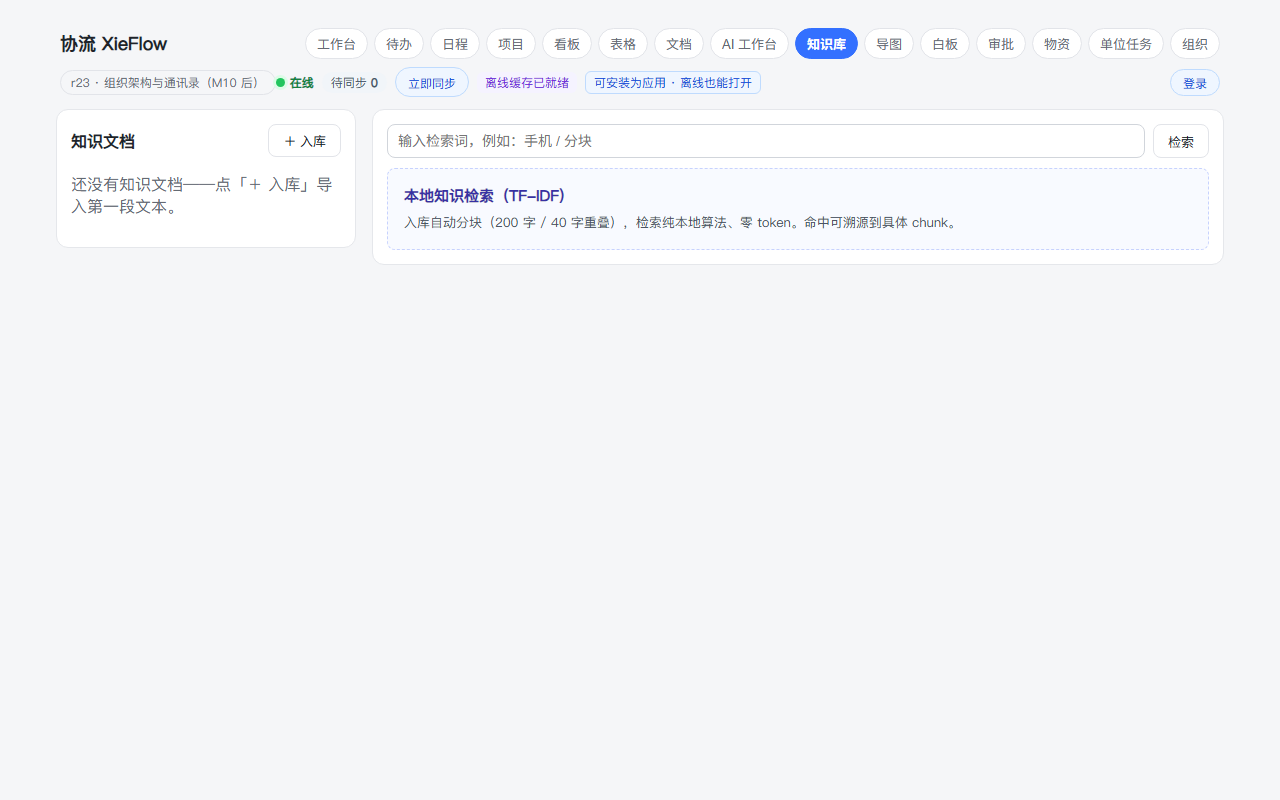 协流 XieFlow
工作台 待办 日程 项目 看板 表格 文档 AI 工作台 知识库 导图 白板 审批 物资 单位任务 组织
r23 · 组织架构与通讯录（M10 后） 在线 待同步 0 立即同步 离线缓存已就绪 可安装为应用 · 离线也能打开 登录
知识文档 ＋ 入库
还没有知识文档——点「＋ 入库」导
入第一段文本。
输入检索词，例如：手机 / 分块 检索
本地知识检索（TF-IDF）
入库自动分块（200 字 / 40 字重叠），检索纯本地算法、零 token。命中可溯源到具体 chunk。